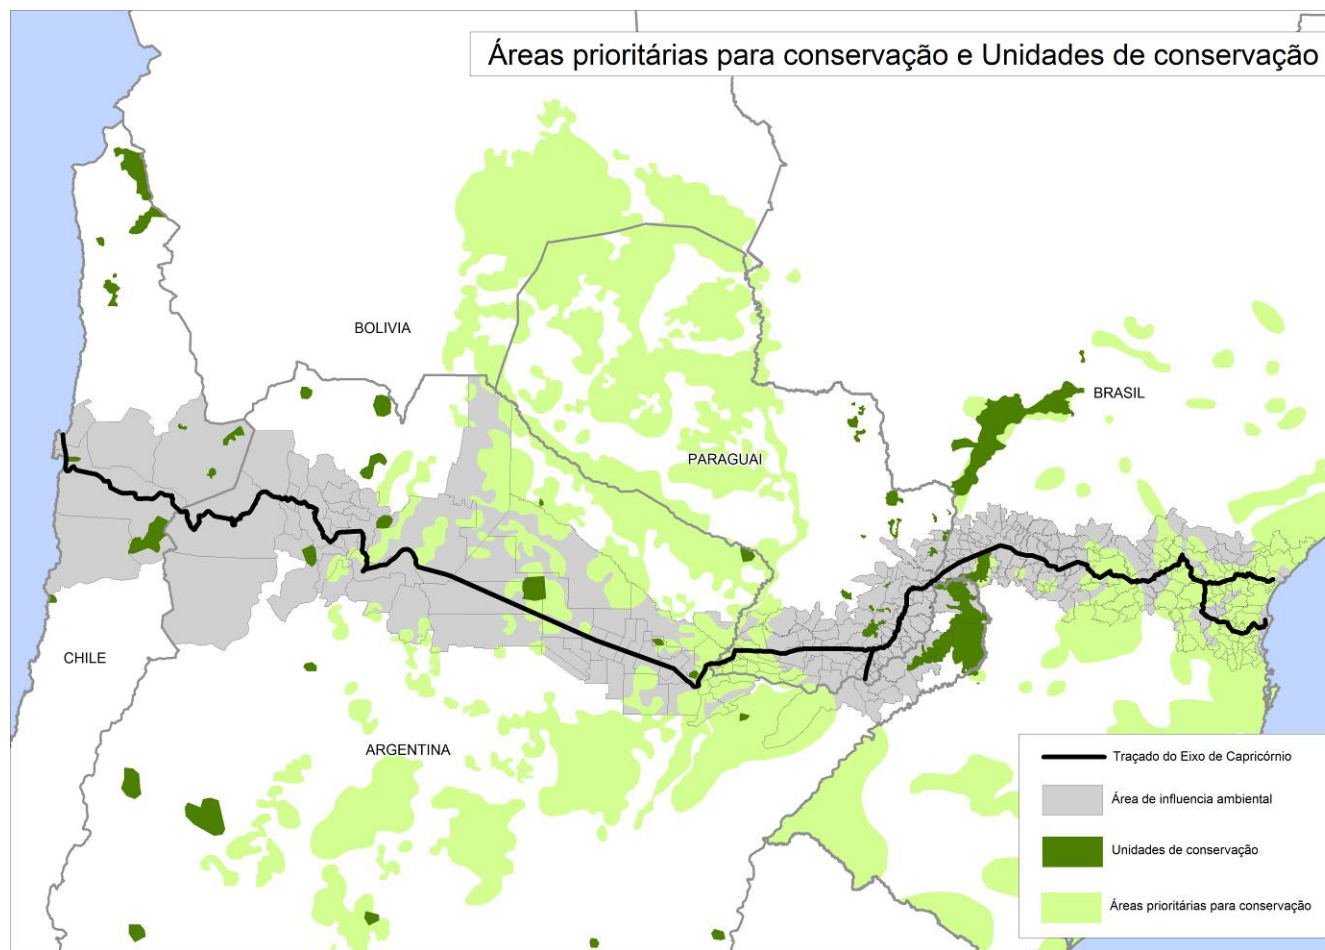 Áreas prioritárias para conservação e Unidades de conservação
BOLIVIA
BRASIL
PARAGUAI
CHILE
ARGENTINA
Traçado do Eixo de Capricórnio
Área de influencia ambiental
Unidades de conservação
Áreas prioritárias para conservação